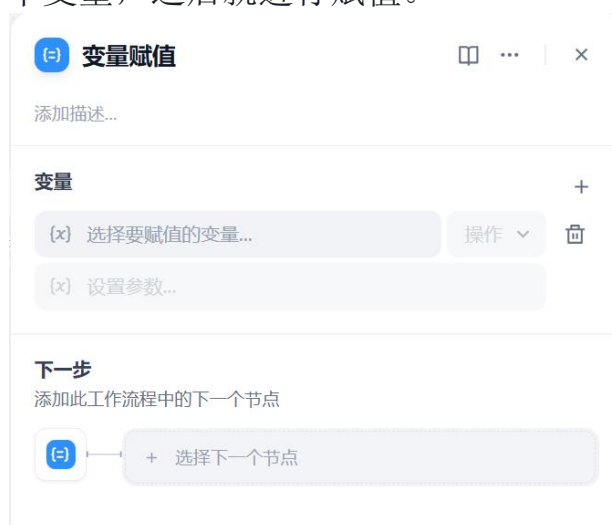 变量赋值
添加描述...
变量
{x} 选择要赋值的变量... 操作
{x} 设置参数...
下一步
添加此工作流程中的下一个节点
+ 选择下一个节点